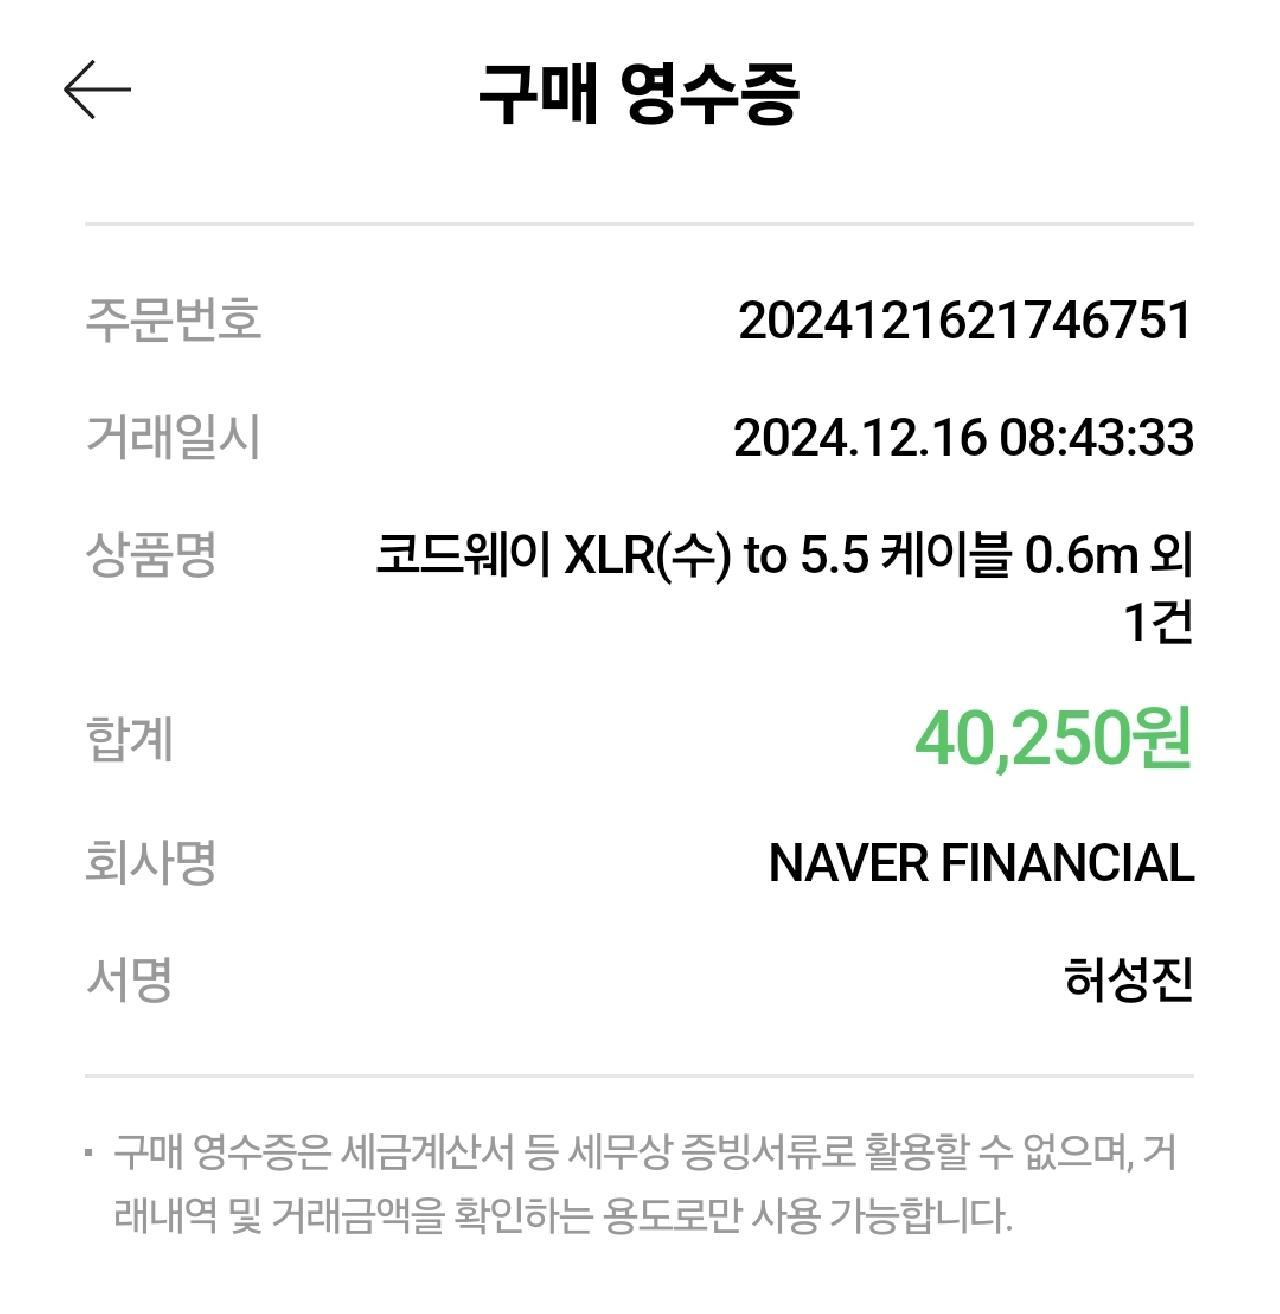 구매 영수증
주문번호 2024121621746751
거래일시 2024.12.16 08:43:33
상품명 코드웨이 XLR(수) to 5.5 케이블 0.6m 외
1건
합계 40,250원
회사명 NAVER FINANCIAL
서명 허성진
· 구매 영수증은 세금계산서 등 세무상 증빙서류로 활용할 수 없으며, 거
래내역 및 거래금액을 확인하는 용도로만 사용 가능합니다.